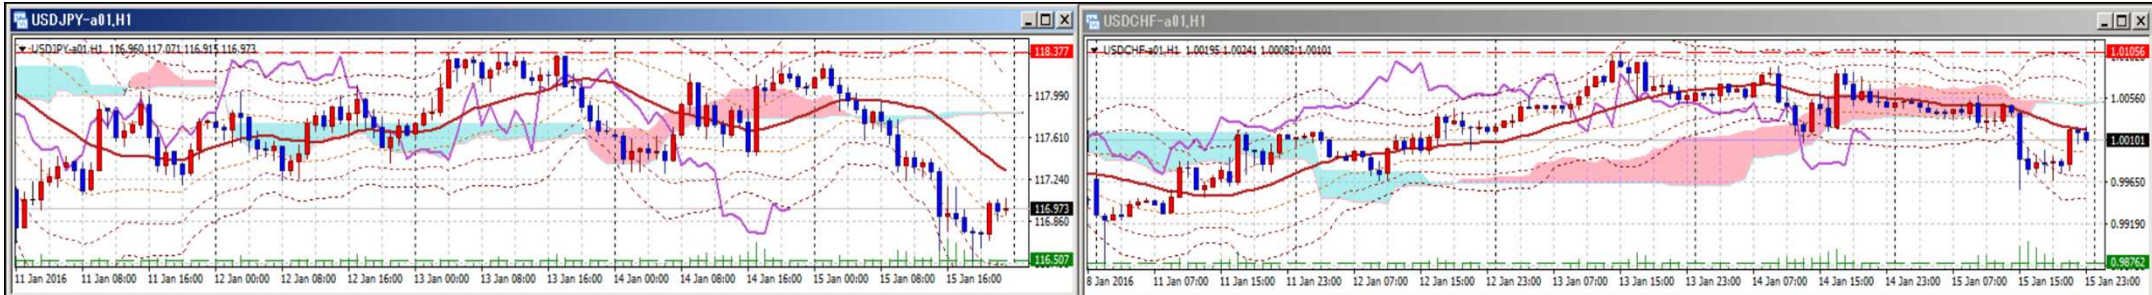 USDJPY-a01,H1
USDJPY-a01,H1 116.960 117.071 116.915 116.973
118.377
117.990
117.610
117.240
116.973
116.860
116.507
11 Jan 2016 11 Jan 08:00 11 Jan 16:00 12 Jan 00:00 12 Jan 08:00 12 Jan 16:00 13 Jan 00:00 13 Jan 08:00 13 Jan 16:00 14 Jan 00:00 14 Jan 08:00 14 Jan 16:00 15 Jan 00:00 15 Jan 08:00 15 Jan 16:00
USDCHF-a01,H1
USDCHF-a01,H1 1.00195 1.00241 1.00082 1.00101
1.01056
1.00560
1.00101
0.99650
0.99190
0.98762
8 Jan 2016 11 Jan 07:00 11 Jan 15:00 11 Jan 23:00 12 Jan 07:00 12 Jan 15:00 12 Jan 23:00 13 Jan 07:00 13 Jan 15:00 13 Jan 23:00 14 Jan 07:00 14 Jan 15:00 14 Jan 23:00 15 Jan 07:00 15 Jan 15:00 15 Jan 23:00